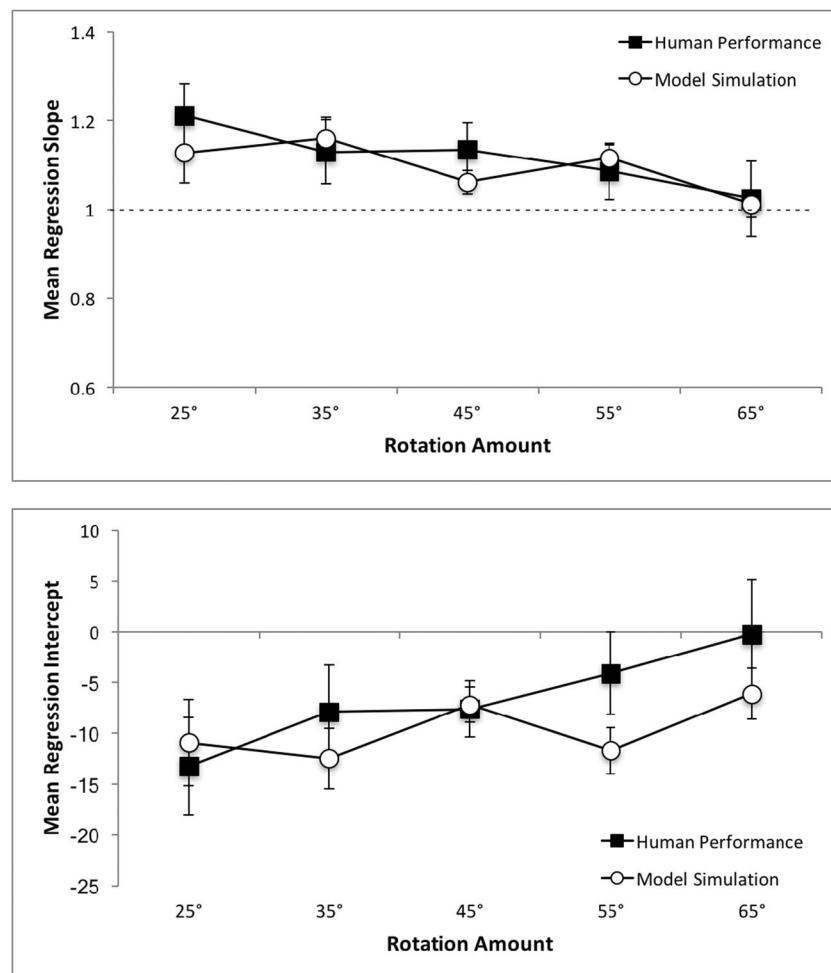 1.4
1.2
1
0.8
0.6
Mean Regression Slope
Human Performance
Model Simulation
25° 35° 45° 55° 65°
Rotation Amount
10
5
0
-5
-10
-15
-20
-25
Mean Regression Intercept
Human Performance
Model Simulation
25° 35° 45° 55° 65°
Rotation Amount